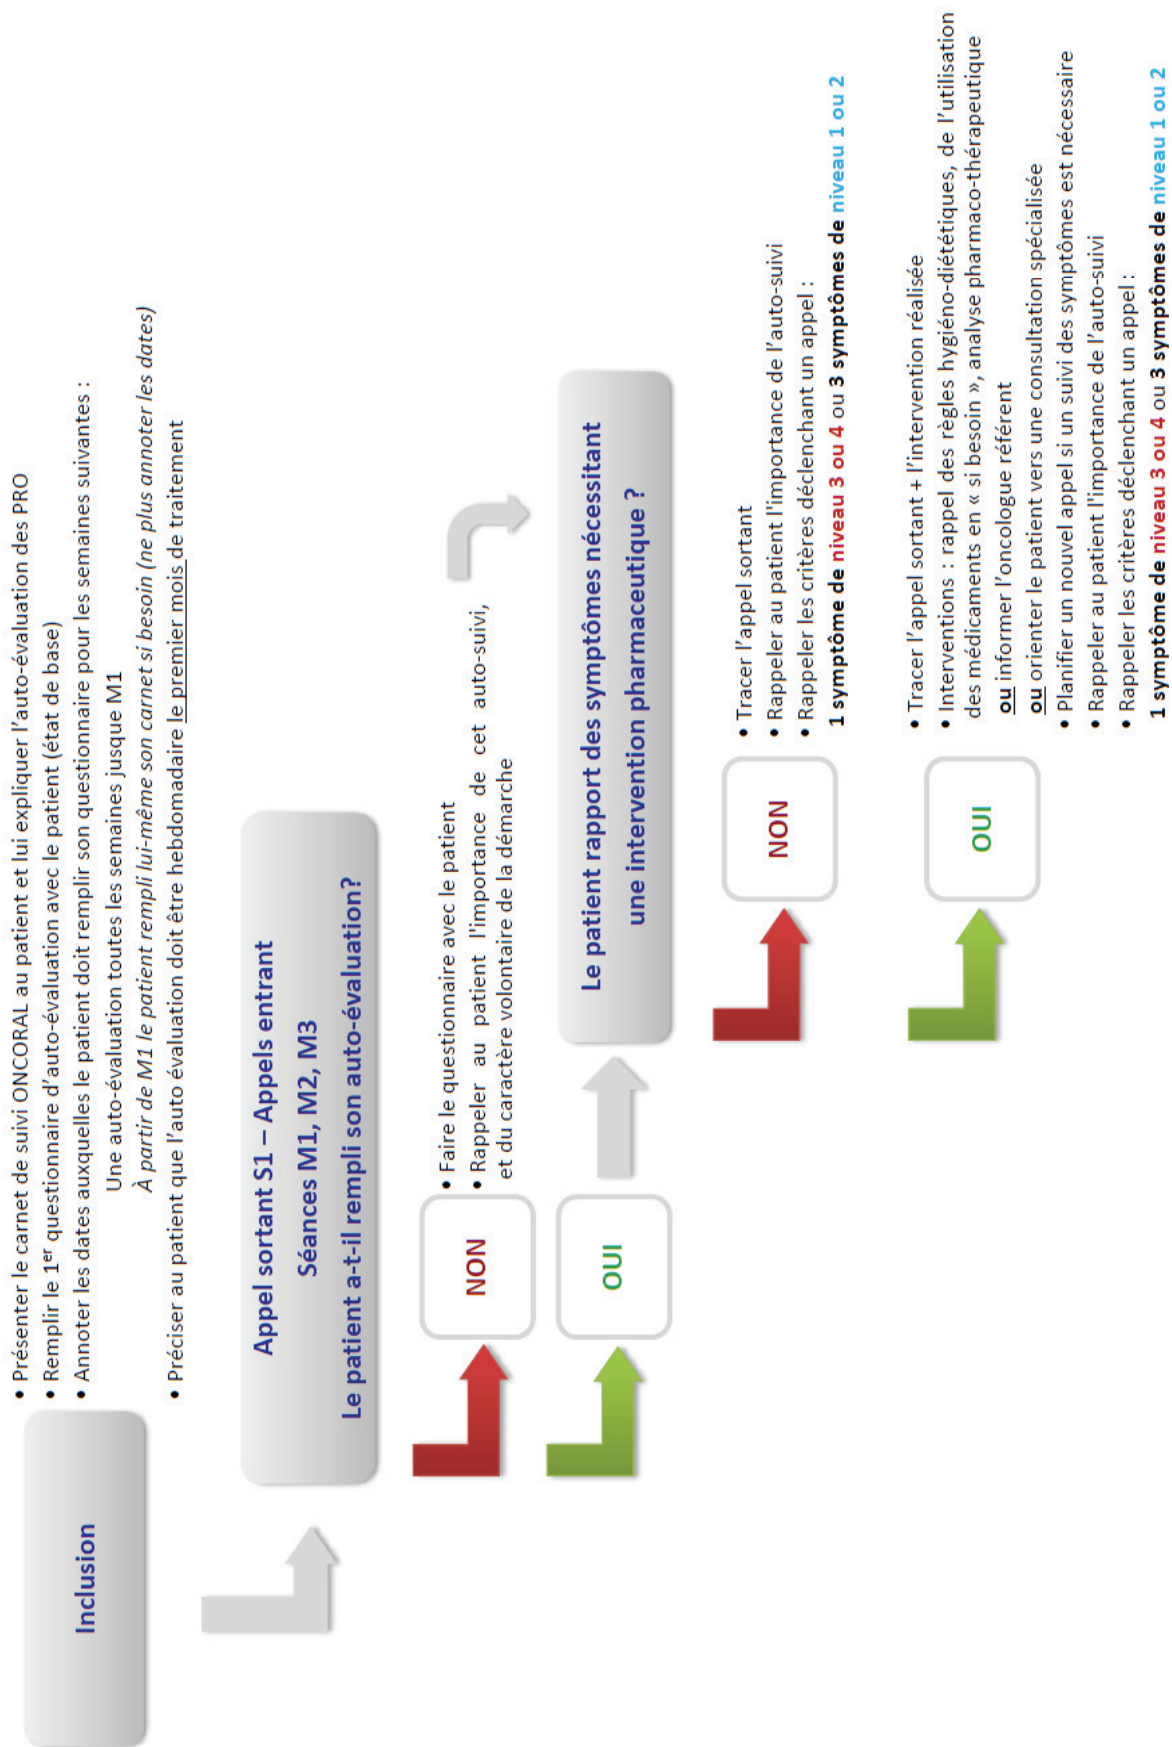 Inclusion
• Présenter le carnet de suivi ONCORAL au patient et lui expliquer l'auto-évaluation des PRO
• Remplir le 1er questionnaire d'auto-évaluation avec le patient (état de base)
• Annoter les dates auxquelles le patient doit remplir son questionnaire pour les semaines suivantes :
Une auto-évaluation toutes les semaines jusque M1
À partir de M1 le patient rempli lui-même son carnet si besoin (ne plus annoter les dates)
• Préciser au patient que l'auto évaluation doit être hebdomadaire le premier mois de traitement
Appel sortant S1 – Appels entrant
Séances M1, M2, M3
Le patient a-t-il rempli son auto-évaluation?
NON
• Faire le questionnaire avec le patient
• Rappeler au patient l'importance de cet auto-suivi,
et du caractère volontaire de la démarche
OUI
Le patient rapport des symptômes nécessitant
une intervention pharmaceutique ?
NON
• Tracer l'appel sortant
• Rappeler au patient l'importance de l'auto-suivi
• Rappeler les critères déclenchant un appel :
1 symptôme de niveau 3 ou 4 ou 3 symptômes de niveau 1 ou 2
OUI
• Tracer l'appel sortant + l'intervention réalisée
• Interventions : rappel des règles hygiéno-diététiques, de l'utilisation
des médicaments en « si besoin », analyse pharmaco-thérapeutique
ou informer l'oncologue référent
ou orienter le patient vers une consultation spécialisée
• Planifier un nouvel appel si un suivi des symptômes est nécessaire
• Rappeler au patient l'importance de l'auto-suivi
• Rappeler les critères déclenchant un appel :
1 symptôme de niveau 3 ou 4 ou 3 symptômes de niveau 1 ou 2